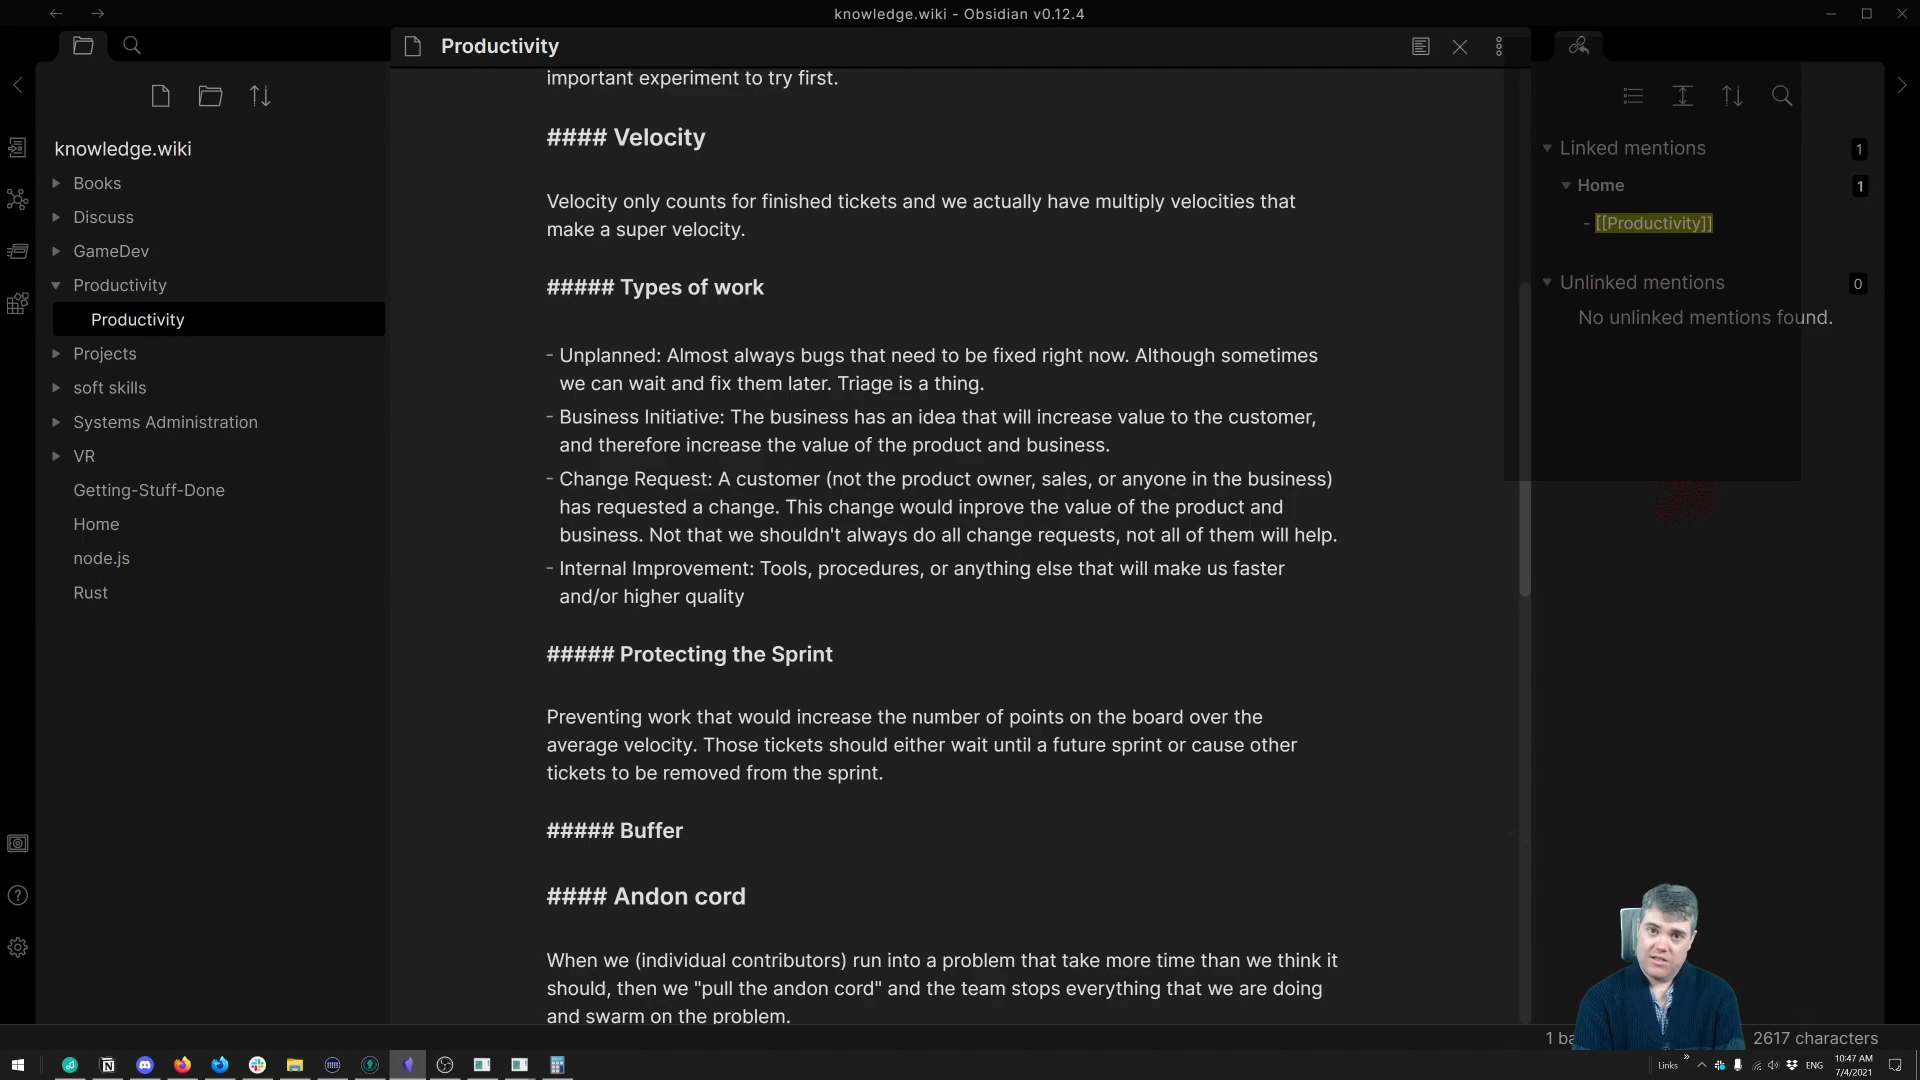 knowledge.wiki - Obsidian v0.12.4
Productivity
knowledge.wiki
Books
Discuss
GameDev
Productivity
Productivity
Projects
soft skills
Systems Administration
VR
Getting-Stuff-Done
Home
node.js
Rust
important experiment to try first.
#### Velocity
Velocity only counts for finished tickets and we actually have multiply velocities that
make a super velocity.
##### Types of work
- Unplanned: Almost always bugs that need to be fixed right now. Although sometimes
we can wait and fix them later. Triage is a thing.
- Business Initiative: The business has an idea that will increase value to the customer,
and therefore increase the value of the product and business.
- Change Request: A customer (not the product owner, sales, or anyone in the business)
has requested a change. This change would inprove the value of the product and
business. Not that we shouldn't always do all change requests, not all of them will help.
- Internal Improvement: Tools, procedures, or anything else that will make us faster
and/or higher quality
##### Protecting the Sprint
Preventing work that would increase the number of points on the board over the
average velocity. Those tickets should either wait until a future sprint or cause other
tickets to be removed from the sprint.
##### Buffer
#### Andon cord
When we (individual contributors) run into a problem that take more time than we think it
should, then we "pull the andon cord" and the team stops everything that we are doing
and swarm on the problem.
Linked mentions 1
Home 1
- [[Productivity]]
Unlinked mentions 0
No unlinked mentions found.
2617 characters
Links
ENG
10:47 AM
7/4/2021